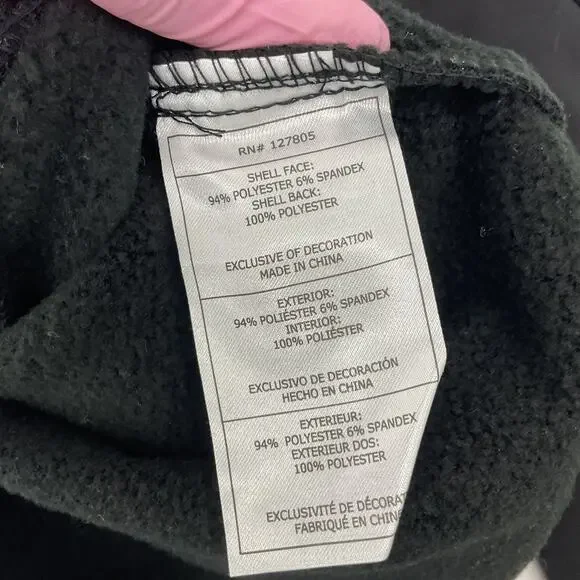 RN# 127805
SHELL FACE:
94% POLYESTER 6% SPANDEX
SHELL BACK:
100% POLYESTER
EXCLUSIVE OF DECORATION
MADE IN CHINA
EXTERIOR:
94% POLIÉSTER 6% SPANDEX
INTERIOR:
100% POLIÉSTER
EXCLUSIVO DE DECORACIÓN
HECHO EN CHINA
EXTERIEUR:
94% POLYESTER 6% SPANDEX
EXTERIEUR DOS:
100% POLYESTER
EXCLUSIVITÉ DE DÉCORAT
FABRIQUÉ EN CHIN